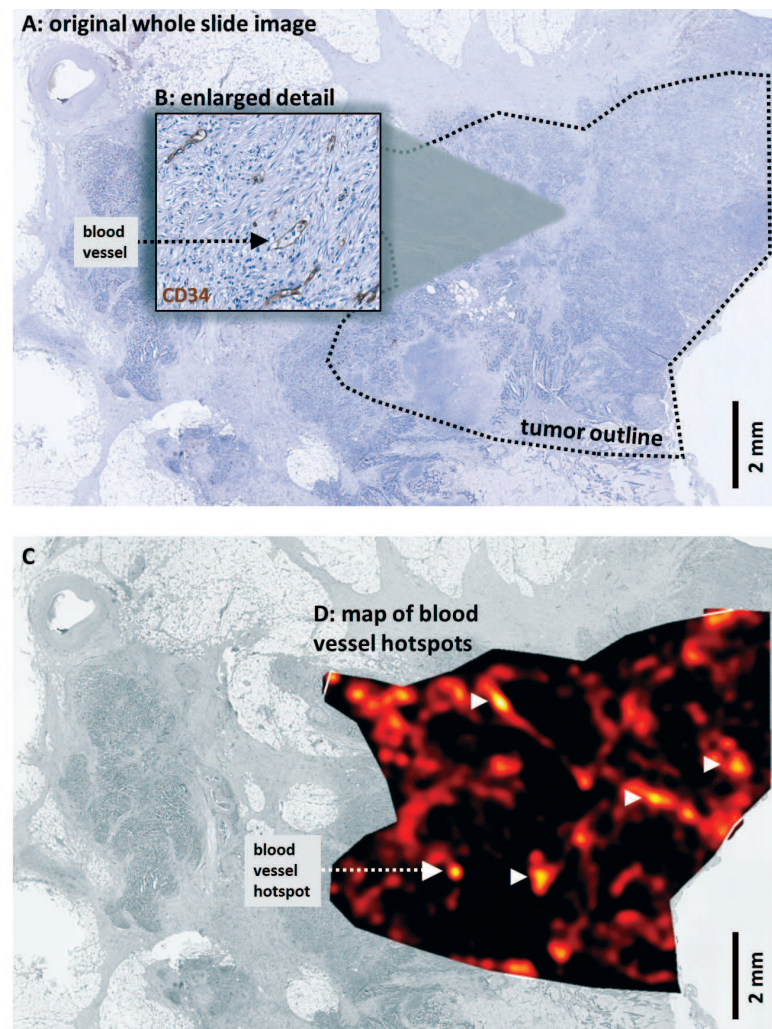 A: original whole slide image
B: enlarged detail
blood
vessel
CD34
tumor outline
2 mm
C
D: map of blood
vessel hotspots
blood
vessel
hotspot
2 mm